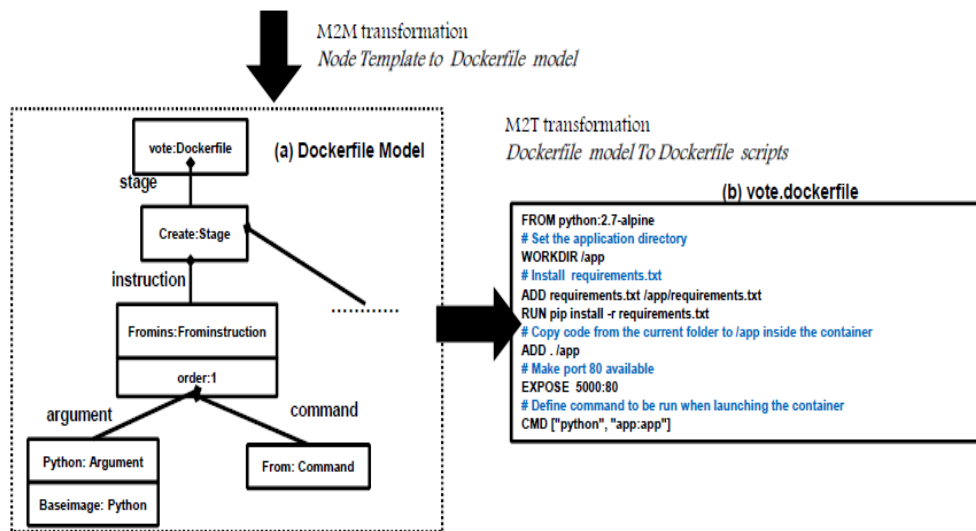 M2M transformation
Node Template to Dockerfile model
(a) Dockerfile Model
vote:Dockerfile
stage
Create:Stage
instruction
Fromins:Frominstruction
order:1
argument
command
Python: Argument
Baseimage: Python
From: Command
M2T transformation
Dockerfile model To Dockerfile scripts
(b) vote.dockerfile
FROM python:2.7-alpine
# Set the application directory
WORKDIR /app
# Install requirements.txt
ADD requirements.txt /app/requirements.txt
RUN pip install -r requirements.txt
# Copy code from the current folder to /app inside the container
ADD . /app
# Make port 80 available
EXPOSE 5000:80
# Define command to be run when launching the container
CMD ["python", "app:app"]